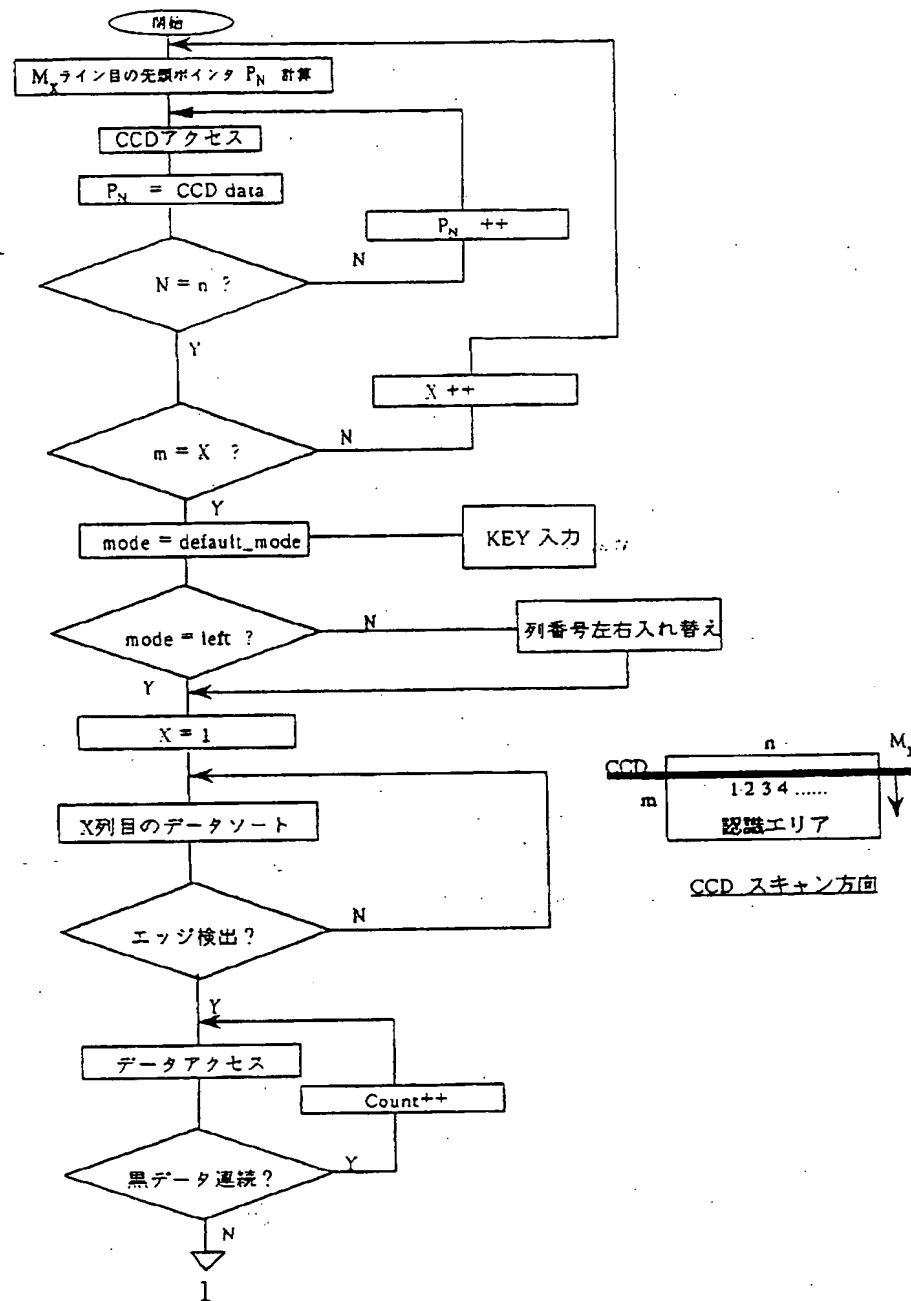 開始
M_X ライン目の先頭ポインタ P_N 計算
CCDアクセス
P_N = CCD data
P_N ++
N = n ?
N
Y
X ++
m = X ?
N
Y
mode = default_mode
KEY 入力
mode = left ?
N
列番号左右入れ替え
Y
X = 1
X列目のデータソート
エッジ検出?
N
Y
データアクセス
Count++
黒データ連続?
Y
N
1
n
CCD
m
1 2 3 4 ......
認識エリア
CCD スキャン方向